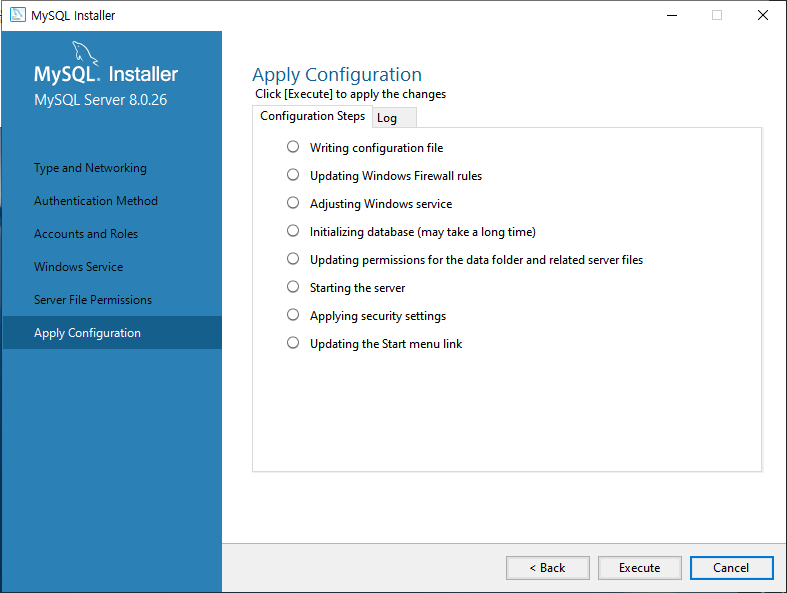 MySQL Installer
MySQL. Installer
MySQL Server 8.0.26
Type and Networking
Authentication Method
Accounts and Roles
Windows Service
Server File Permissions
Apply Configuration
Apply Configuration
Click [Execute] to apply the changes
Configuration Steps Log
Writing configuration file
Updating Windows Firewall rules
Adjusting Windows service
Initializing database (may take a long time)
Updating permissions for the data folder and related server files
Starting the server
Applying security settings
Updating the Start menu link
< Back Execute Cancel